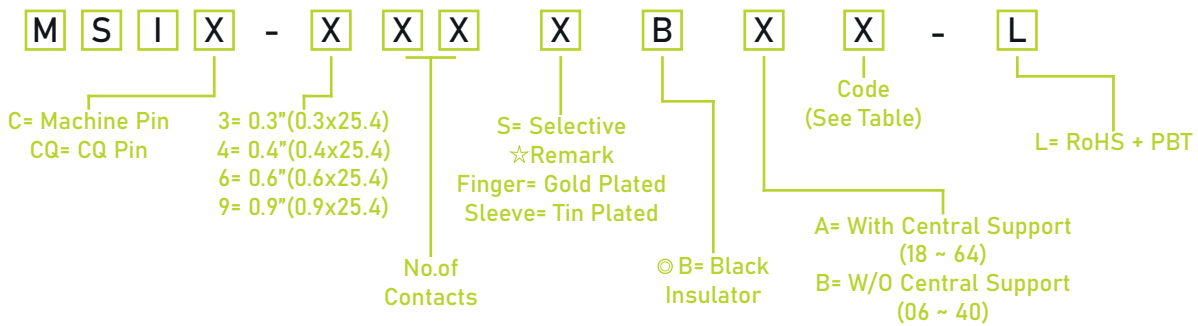 M S I X - X X X X B X X - L
C= Machine Pin
CQ= CQ Pin
3= 0.3”(0.3x25.4)
4= 0.4”(0.4x25.4)
6= 0.6”(0.6x25.4)
9= 0.9”(0.9x25.4)
No.of
Contacts
S= Selective
☆Remark
Finger= Gold Plated
Sleeve= Tin Plated
◎B= Black
Insulator
A= With Central Support
(18 ~ 64)
B= W/O Central Support
(06 ~ 40)
Code
(See Table)
L= RoHS + PBT